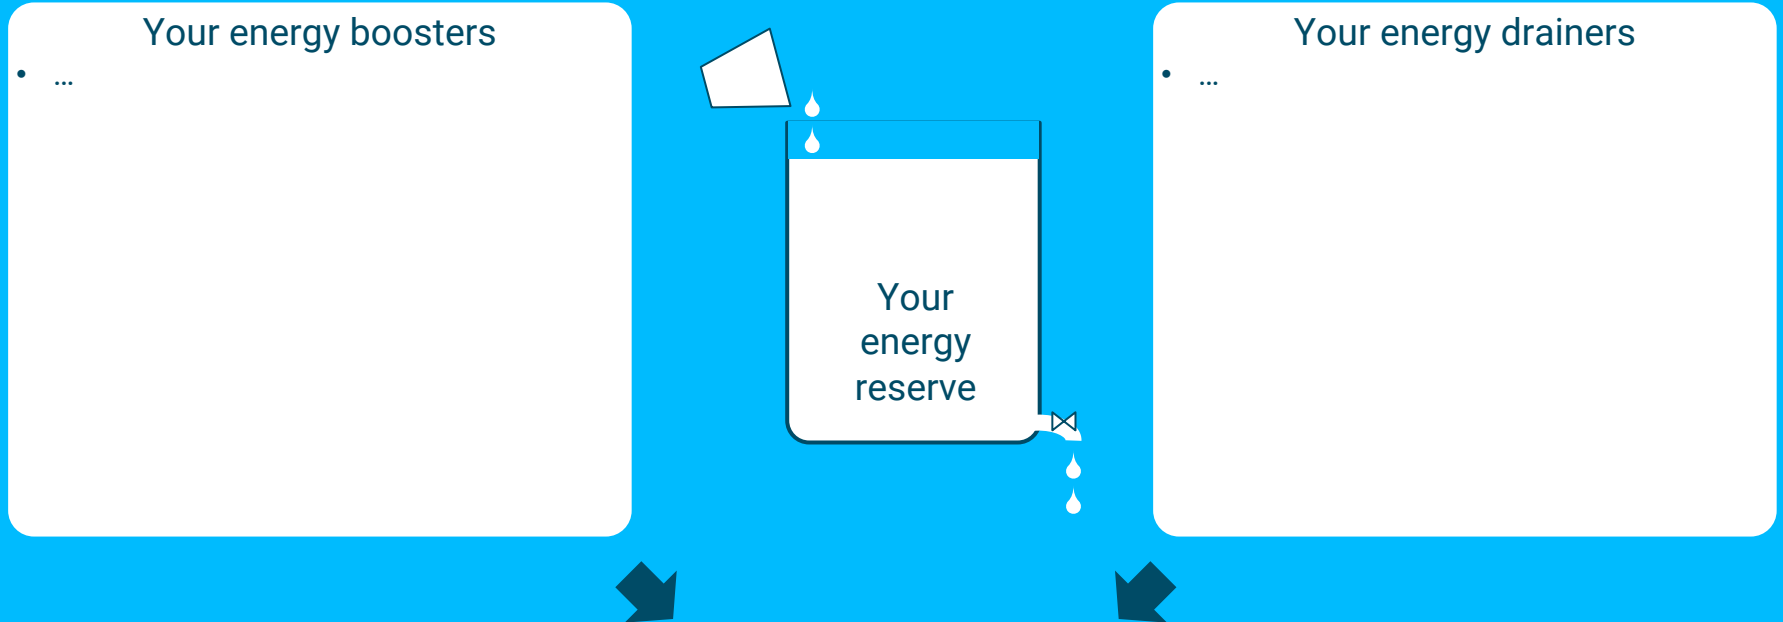 Your energy boosters
• ...
Your
energy
reserve
Your energy drainers
• ...